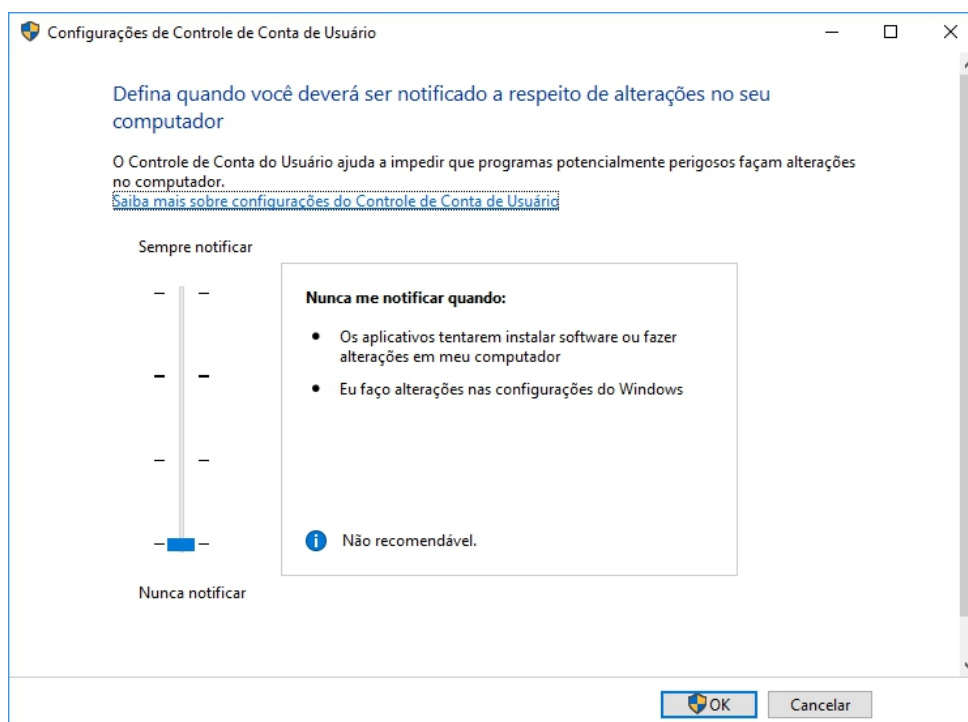 Configurações de Controle de Conta de Usuário
Defina quando você deverá ser notificado a respeito de alterações no seu
computador
O Controle de Conta do Usuário ajuda a impedir que programas potencialmente perigosos façam alterações
no computador.
Saiba mais sobre configurações do Controle de Conta de Usuário
Sempre notificar
Nunca me notificar quando:
Os aplicativos tentarem instalar software ou fazer
alterações em meu computador
Eu faço alterações nas configurações do Windows
Não recomendável.
Nunca notificar
OK
Cancelar